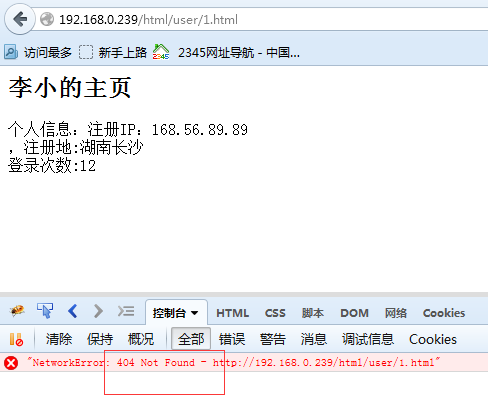 192.168.0.239/html/user/1.html
访问最多 新手上路 2345 2345网址导航 - 中国...
李小的主页
个人信息：注册IP：168.56.89.89
，注册地:湖南长沙
登录次数:12
控制台 HTML CSS 脚本 DOM 网络 Cookies
清除 保持 概况 全部 错误 警告 消息 调试信息 Cookies
"NetworkError: 404 Not Found - http://192.168.0.239/html/user/1.html"